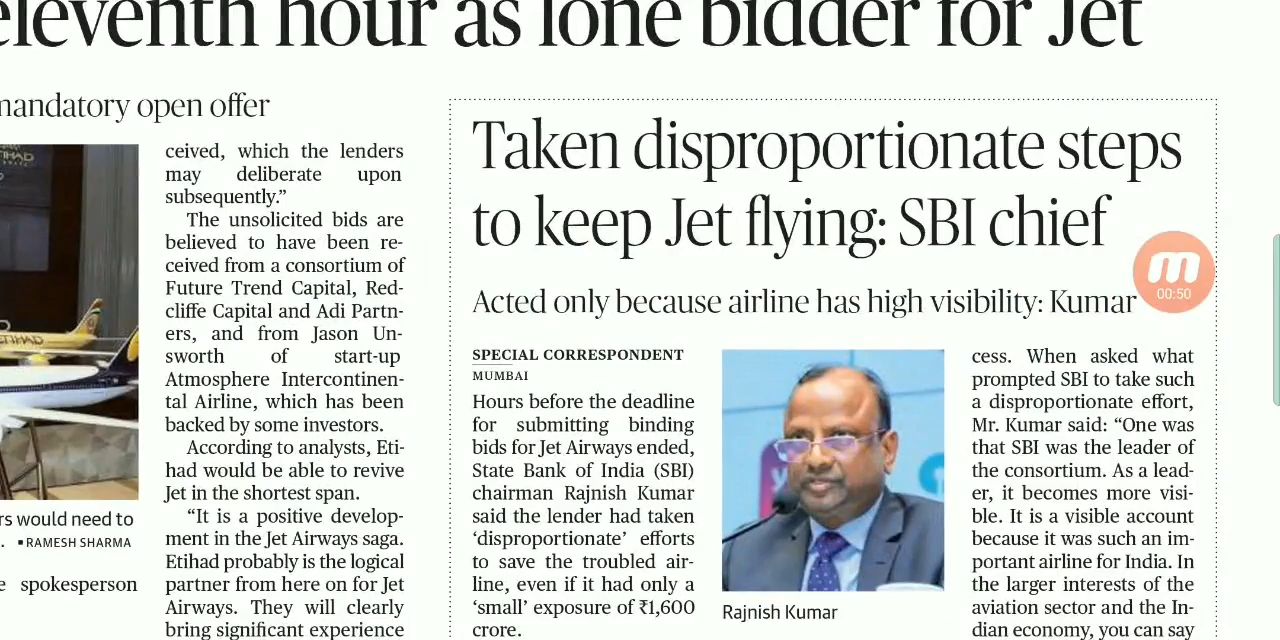 eleventh hour as lone bidder for Jet
mandatory open offer
ETIHAD
ETIHAD
rs would need to
. ▪ RAMESH SHARMA
e spokesperson
ceived, which the lenders
may deliberate upon
subsequently.”
The unsolicited bids are
believed to have been re-
ceived from a consortium of
Future Trend Capital, Red-
cliffe Capital and Adi Partn-
ers, and from Jason Un-
sworth of start-up
Atmosphere Intercontinen-
tal Airline, which has been
backed by some investors.
According to analysts, Eti-
had would be able to revive
Jet in the shortest span.
“It is a positive develop-
ment in the Jet Airways saga.
Etihad probably is the logical
partner from here on for Jet
Airways. They will clearly
bring significant experience
Taken disproportionate steps
to keep Jet flying: SBI chief
Acted only because airline has high visibility: Kumar
m
00:50
SPECIAL CORRESPONDENT
MUMBAI
Hours before the deadline
for submitting binding
bids for Jet Airways ended,
State Bank of India (SBI)
chairman Rajnish Kumar
said the lender had taken
‘disproportionate’ efforts
to save the troubled air-
line, even if it had only a
‘small’ exposure of ₹1,600
crore.
Rajnish Kumar
cess. When asked what
prompted SBI to take such
a disproportionate effort,
Mr. Kumar said: “One was
that SBI was the leader of
the consortium. As a lead-
er, it becomes more visi-
ble. It is a visible account
because it was such an im-
portant airline for India. In
the larger interests of the
aviation sector and the In-
dian economy, you can say